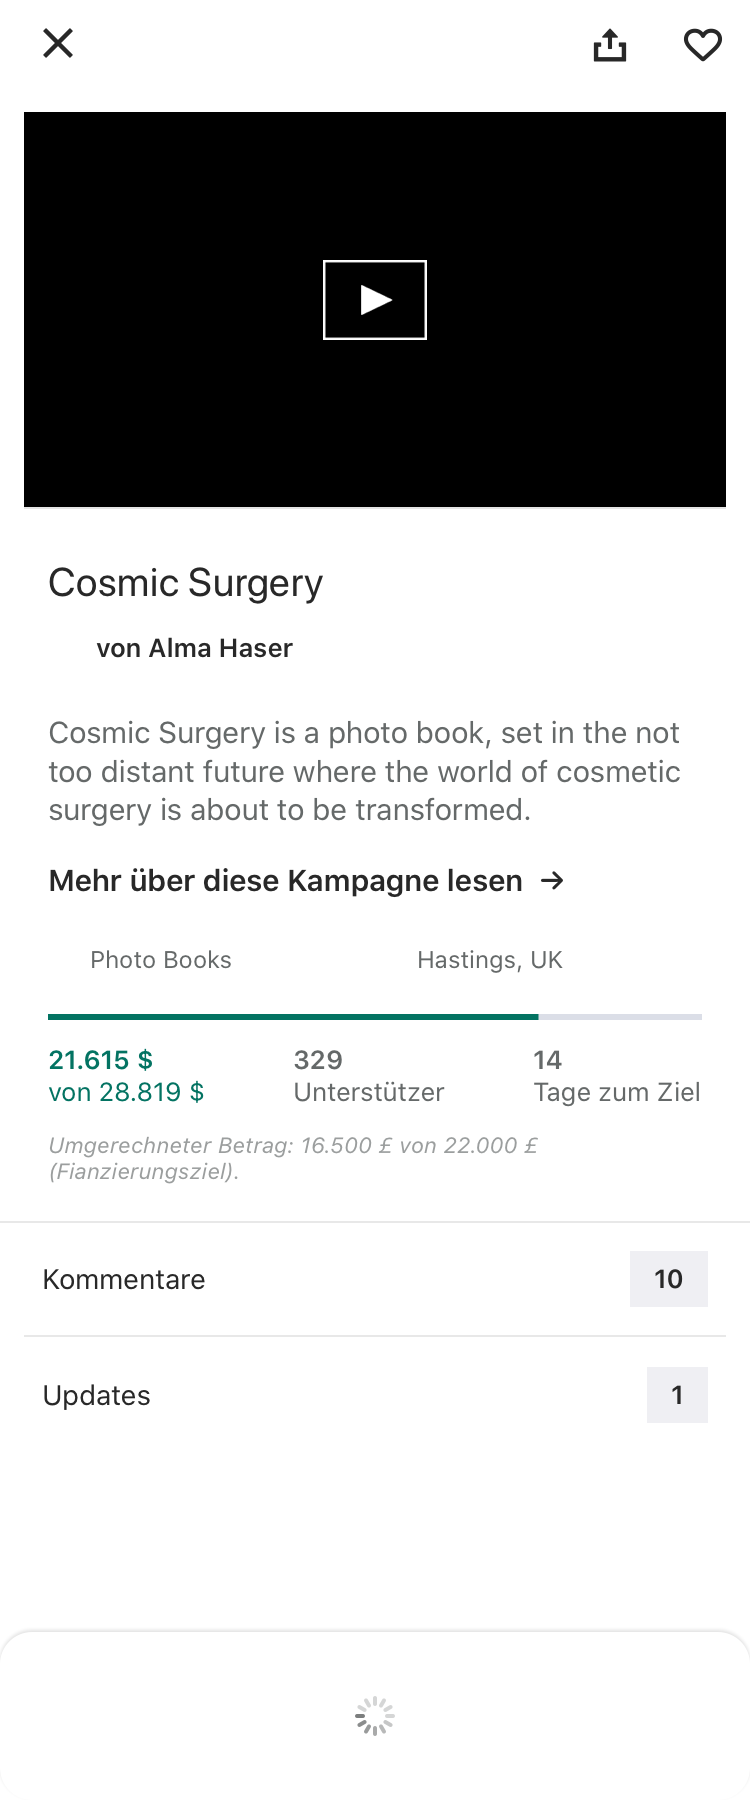 Cosmic Surgery
von Alma Haser
Cosmic Surgery is a photo book, set in the not
too distant future where the world of cosmetic
surgery is about to be transformed.
Mehr über diese Kampagne lesen →
Photo Books
Hastings, UK
21.615 $
von 28.819 $
329
Unterstützer
14
Tage zum Ziel
Umgerechneter Betrag: 16.500 £ von 22.000 £
(Fianzierungsziel).
Kommentare
10
Updates
1